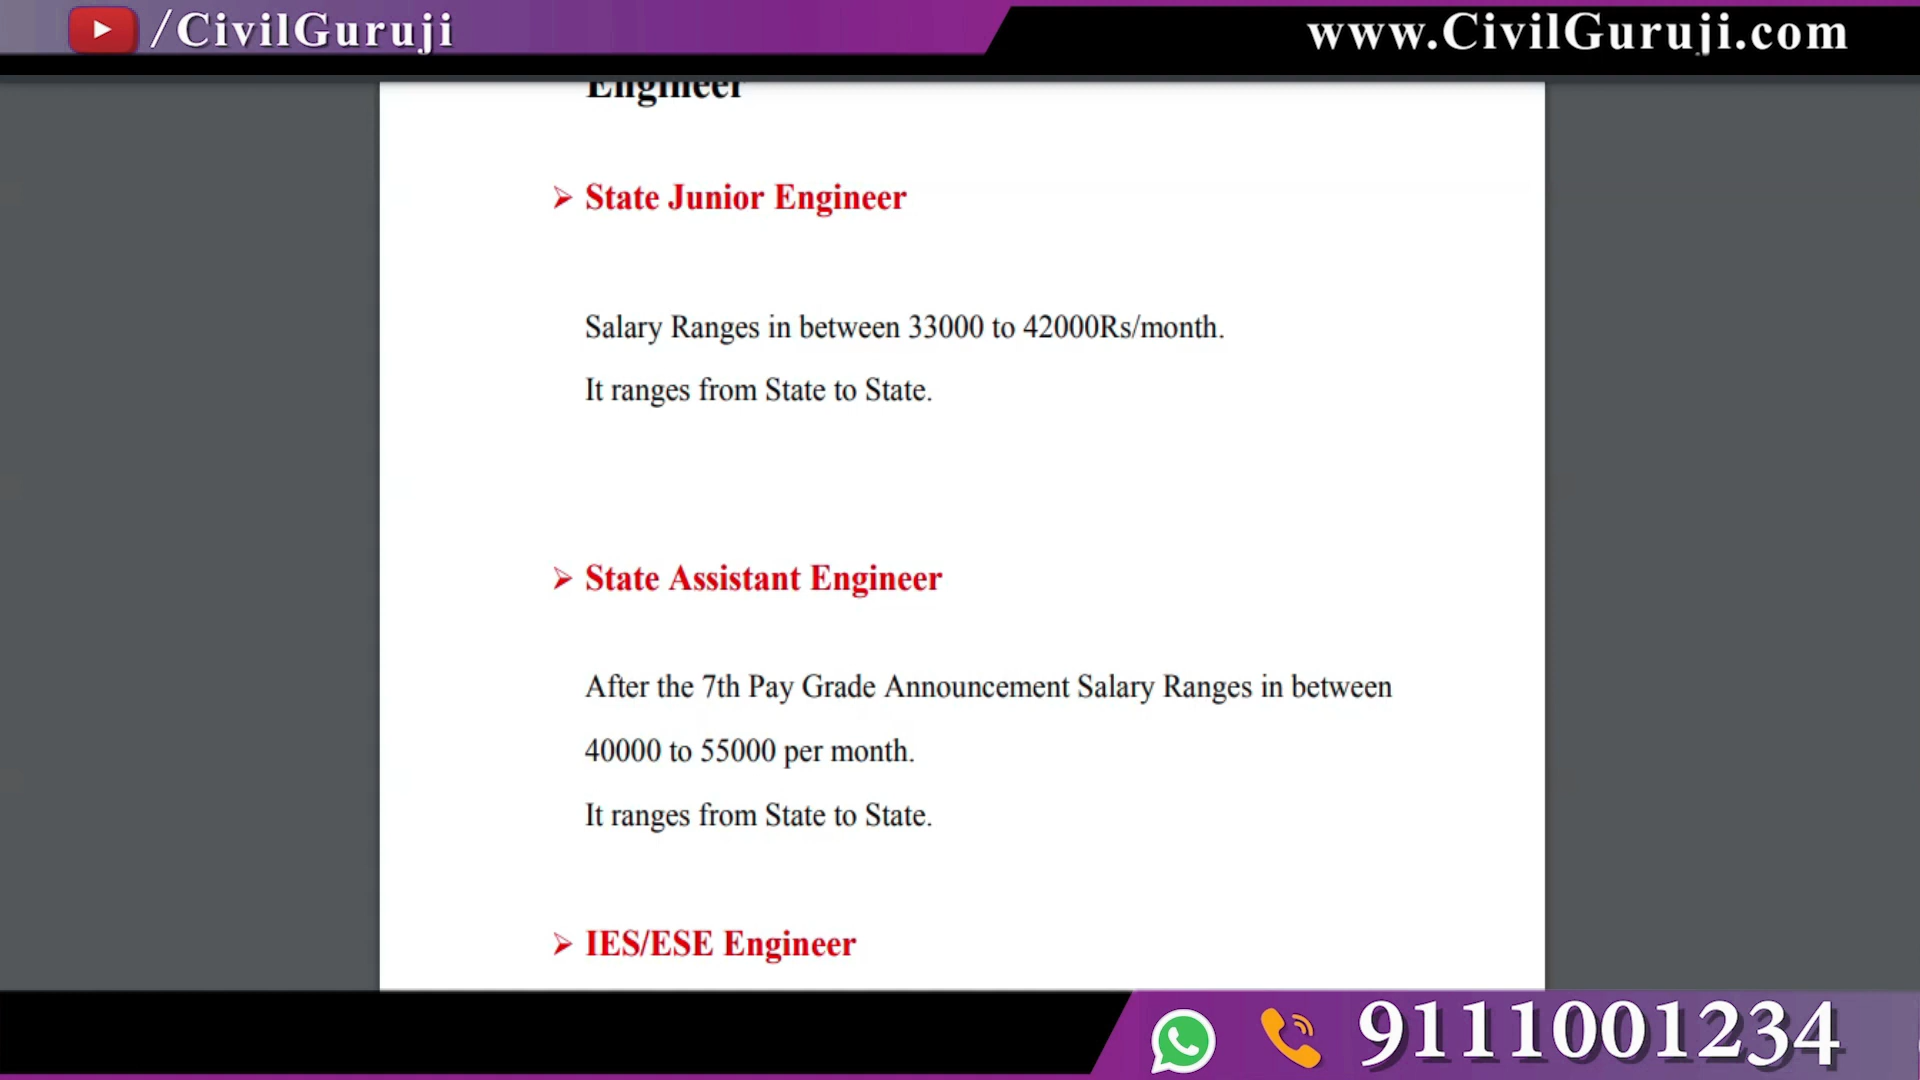 /CivilGuruji
www.CivilGuruji.com
Engineer
➢ State Junior Engineer
Salary Ranges in between 33000 to 42000Rs/month.
It ranges from State to State.
➢ State Assistant Engineer
After the 7th Pay Grade Announcement Salary Ranges in between
40000 to 55000 per month.
It ranges from State to State.
➢ IES/ESE Engineer
9111001234